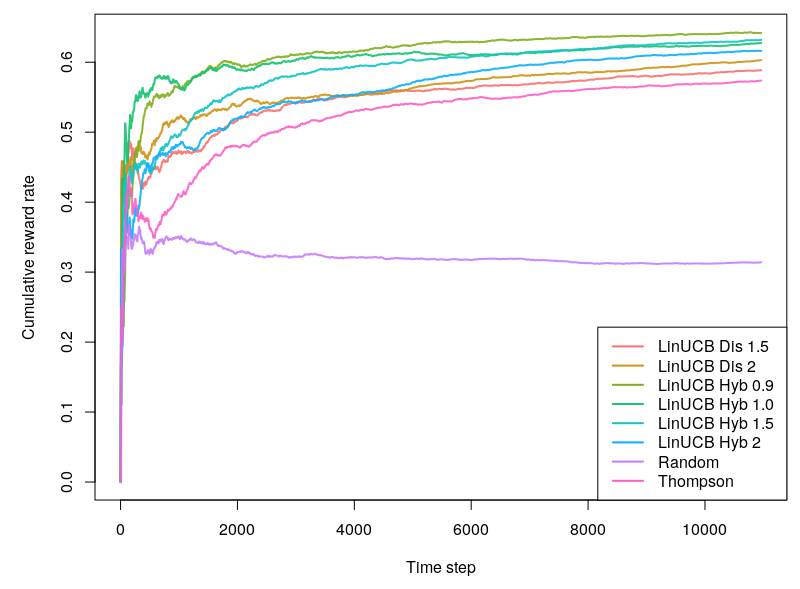 0.6
0.5
0.4
0.3
0.2
0.1
0.0
Cumulative reward rate
LinUCB Dis 1.5
LinUCB Dis 2
LinUCB Hyb 0.9
LinUCB Hyb 1.0
LinUCB Hyb 1.5
LinUCB Hyb 2
Random
Thompson
0 2000 4000 6000 8000 10000
Time step